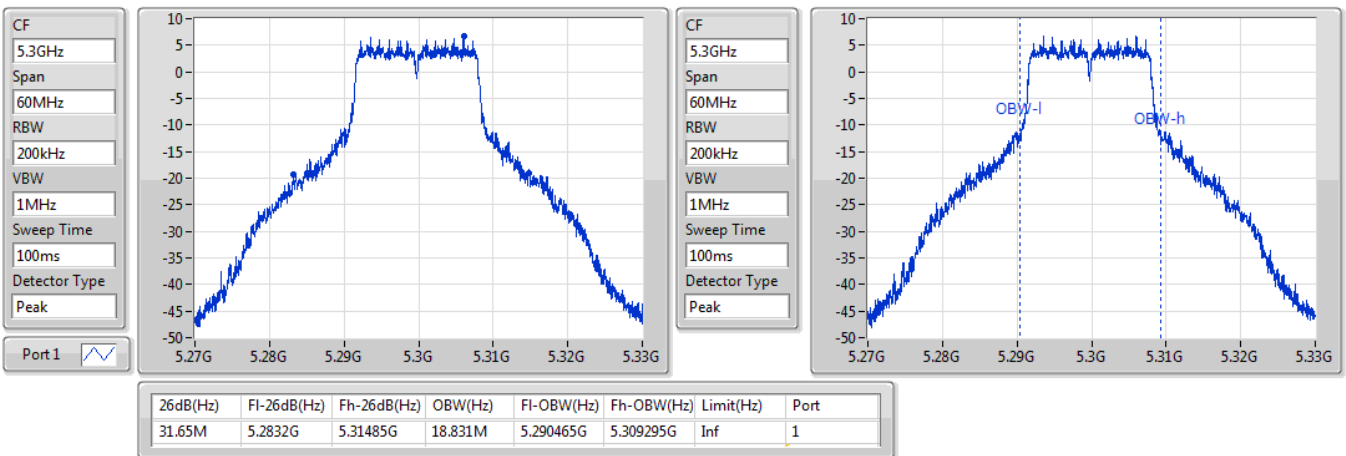 CF
5.3GHz
Span
60MHz
RBW
200kHz
VBW
1MHz
Sweep Time
100ms
Detector Type
Peak
Port 1
10
5
0
-5
-10
-15
-20
-25
-30
-35
-40
-45
-50
5.27G 5.28G 5.29G 5.3G 5.31G 5.32G 5.33G
CF
5.3GHz
Span
60MHz
RBW
200kHz
VBW
1MHz
Sweep Time
100ms
Detector Type
Peak
10
5
0
-5
-10
-15
-20
-25
-30
-35
-40
-45
-50
OBW-l
OBW-h
5.27G 5.28G 5.29G 5.3G 5.31G 5.32G 5.33G
26dB(Hz) Fl-26dB(Hz) Fh-26dB(Hz) OBW(Hz) Fl-OBW(Hz) Fh-OBW(Hz) Limit(Hz) Port
31.65M 5.2832G 5.31485G 18.831M 5.290465G 5.309295G Inf 1